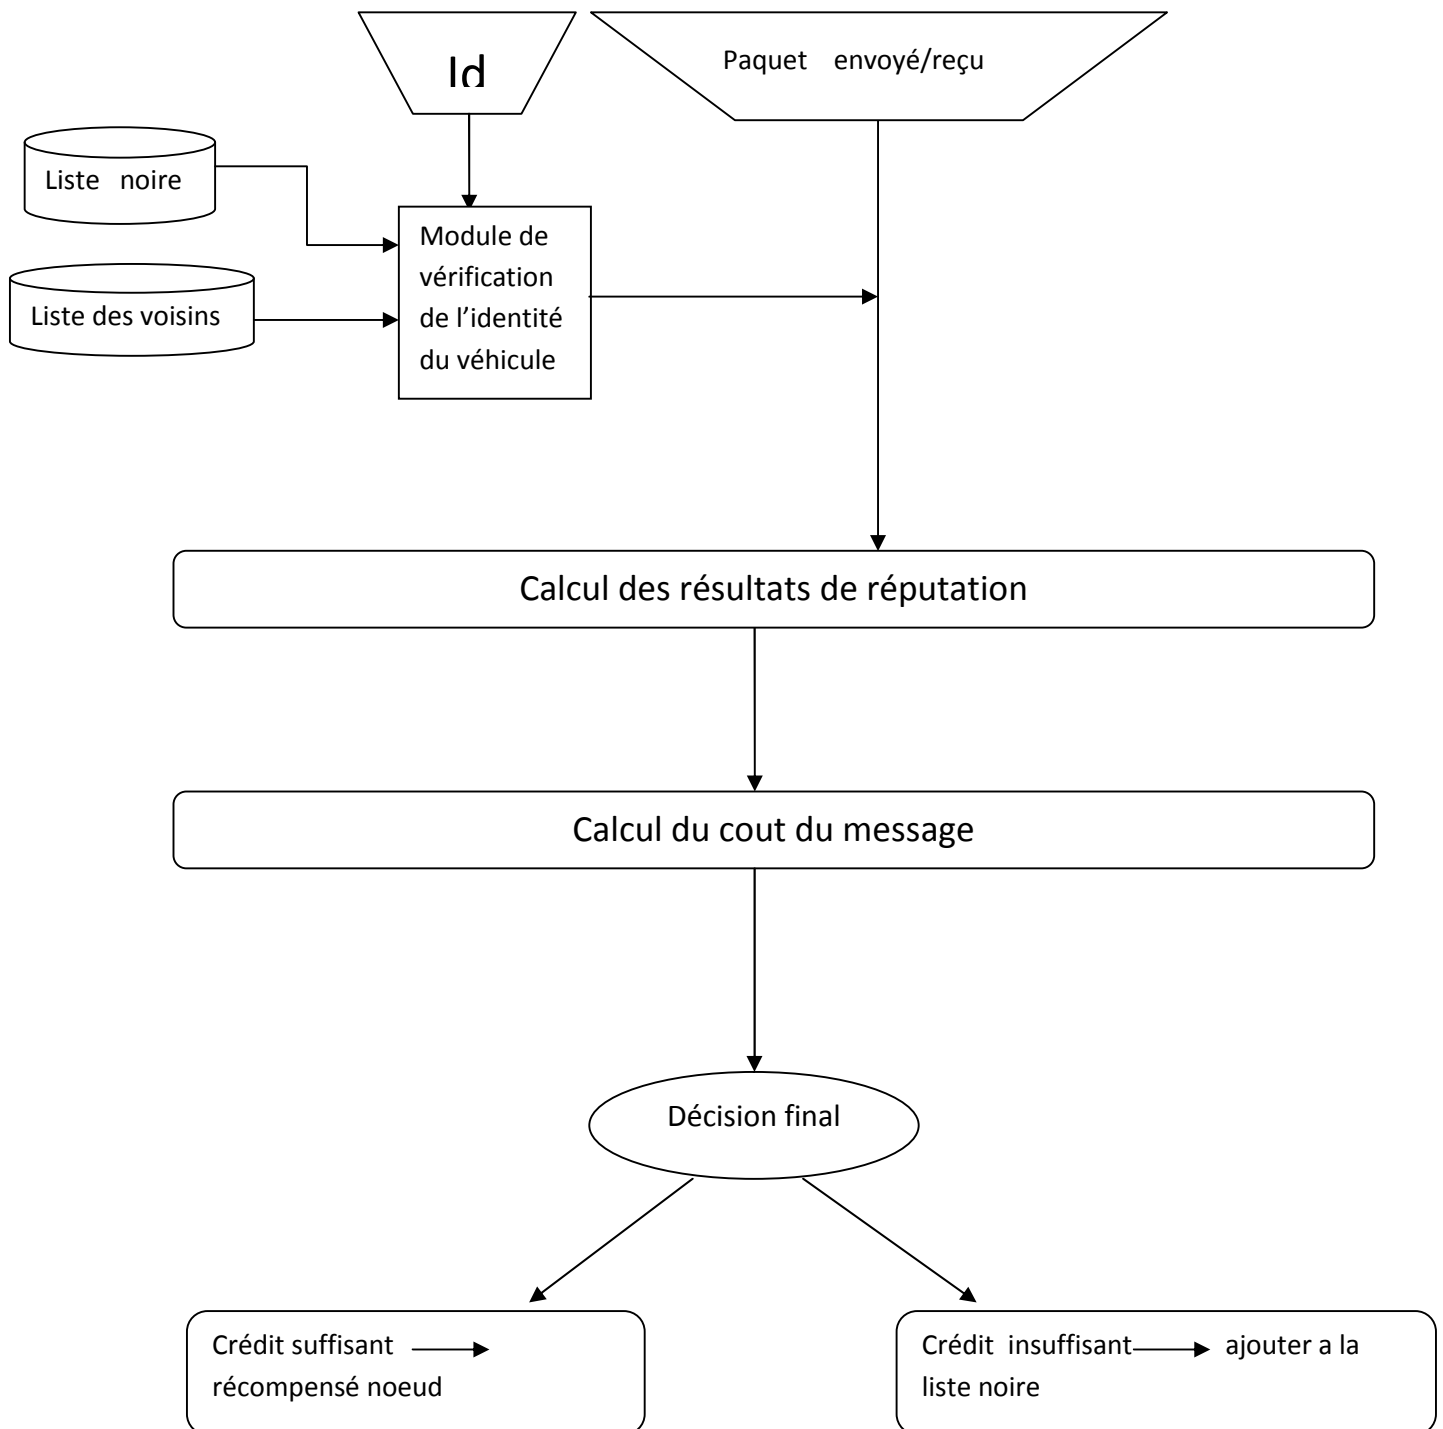 Id
Paquet envoyé/reçu
Liste noire
Module de
vérification
de l’identité
du véhicule
Liste des voisins
Calcul des résultats de réputation
Calcul du cout du message
Décision final
Crédit suffisant
récompensé noeud
Crédit insuffisant ajouter a la
liste noire